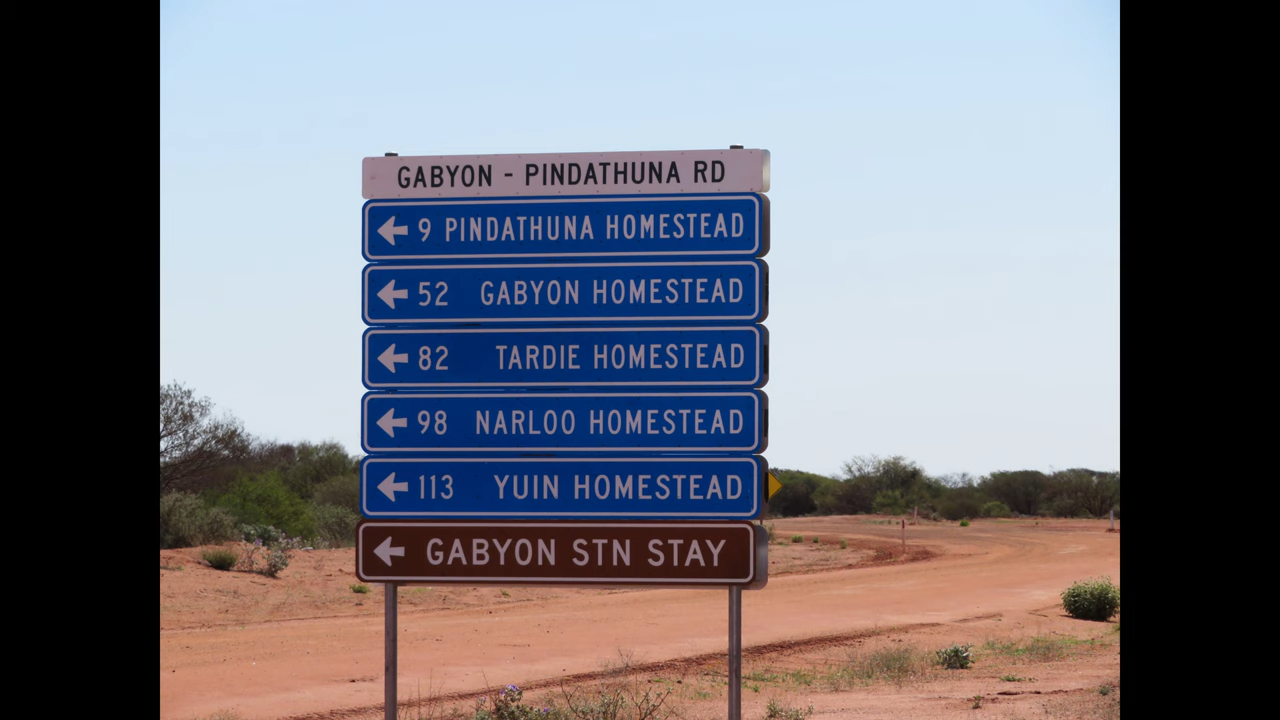 GABYON - PINDATHUNA RD
9 PINDATHUNA HOMESTEAD
52 GABYON HOMESTEAD
82 TARDIE HOMESTEAD
98 NARLOO HOMESTEAD
113 YUIN HOMESTEAD
GABYON STN STAY